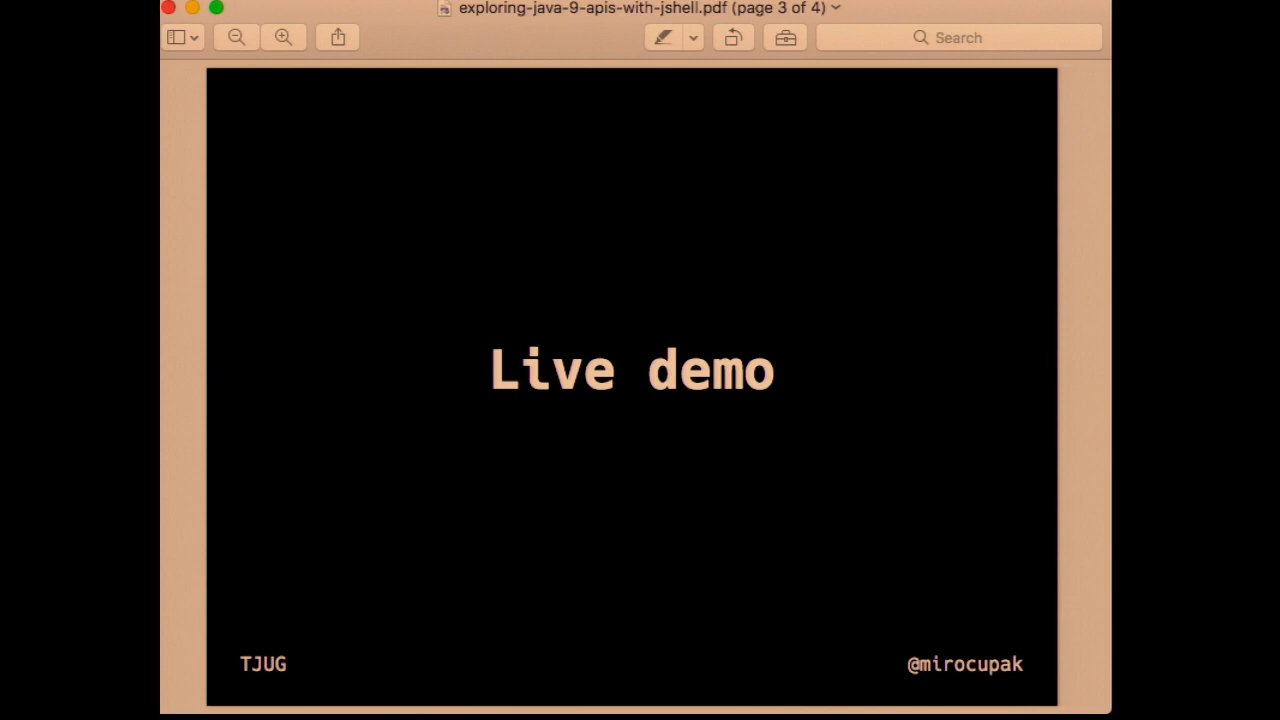 exploring-java-9-apis-with-jshell.pdf (page 3 of 4)
Search
Live demo
TJUG
@mirocupak